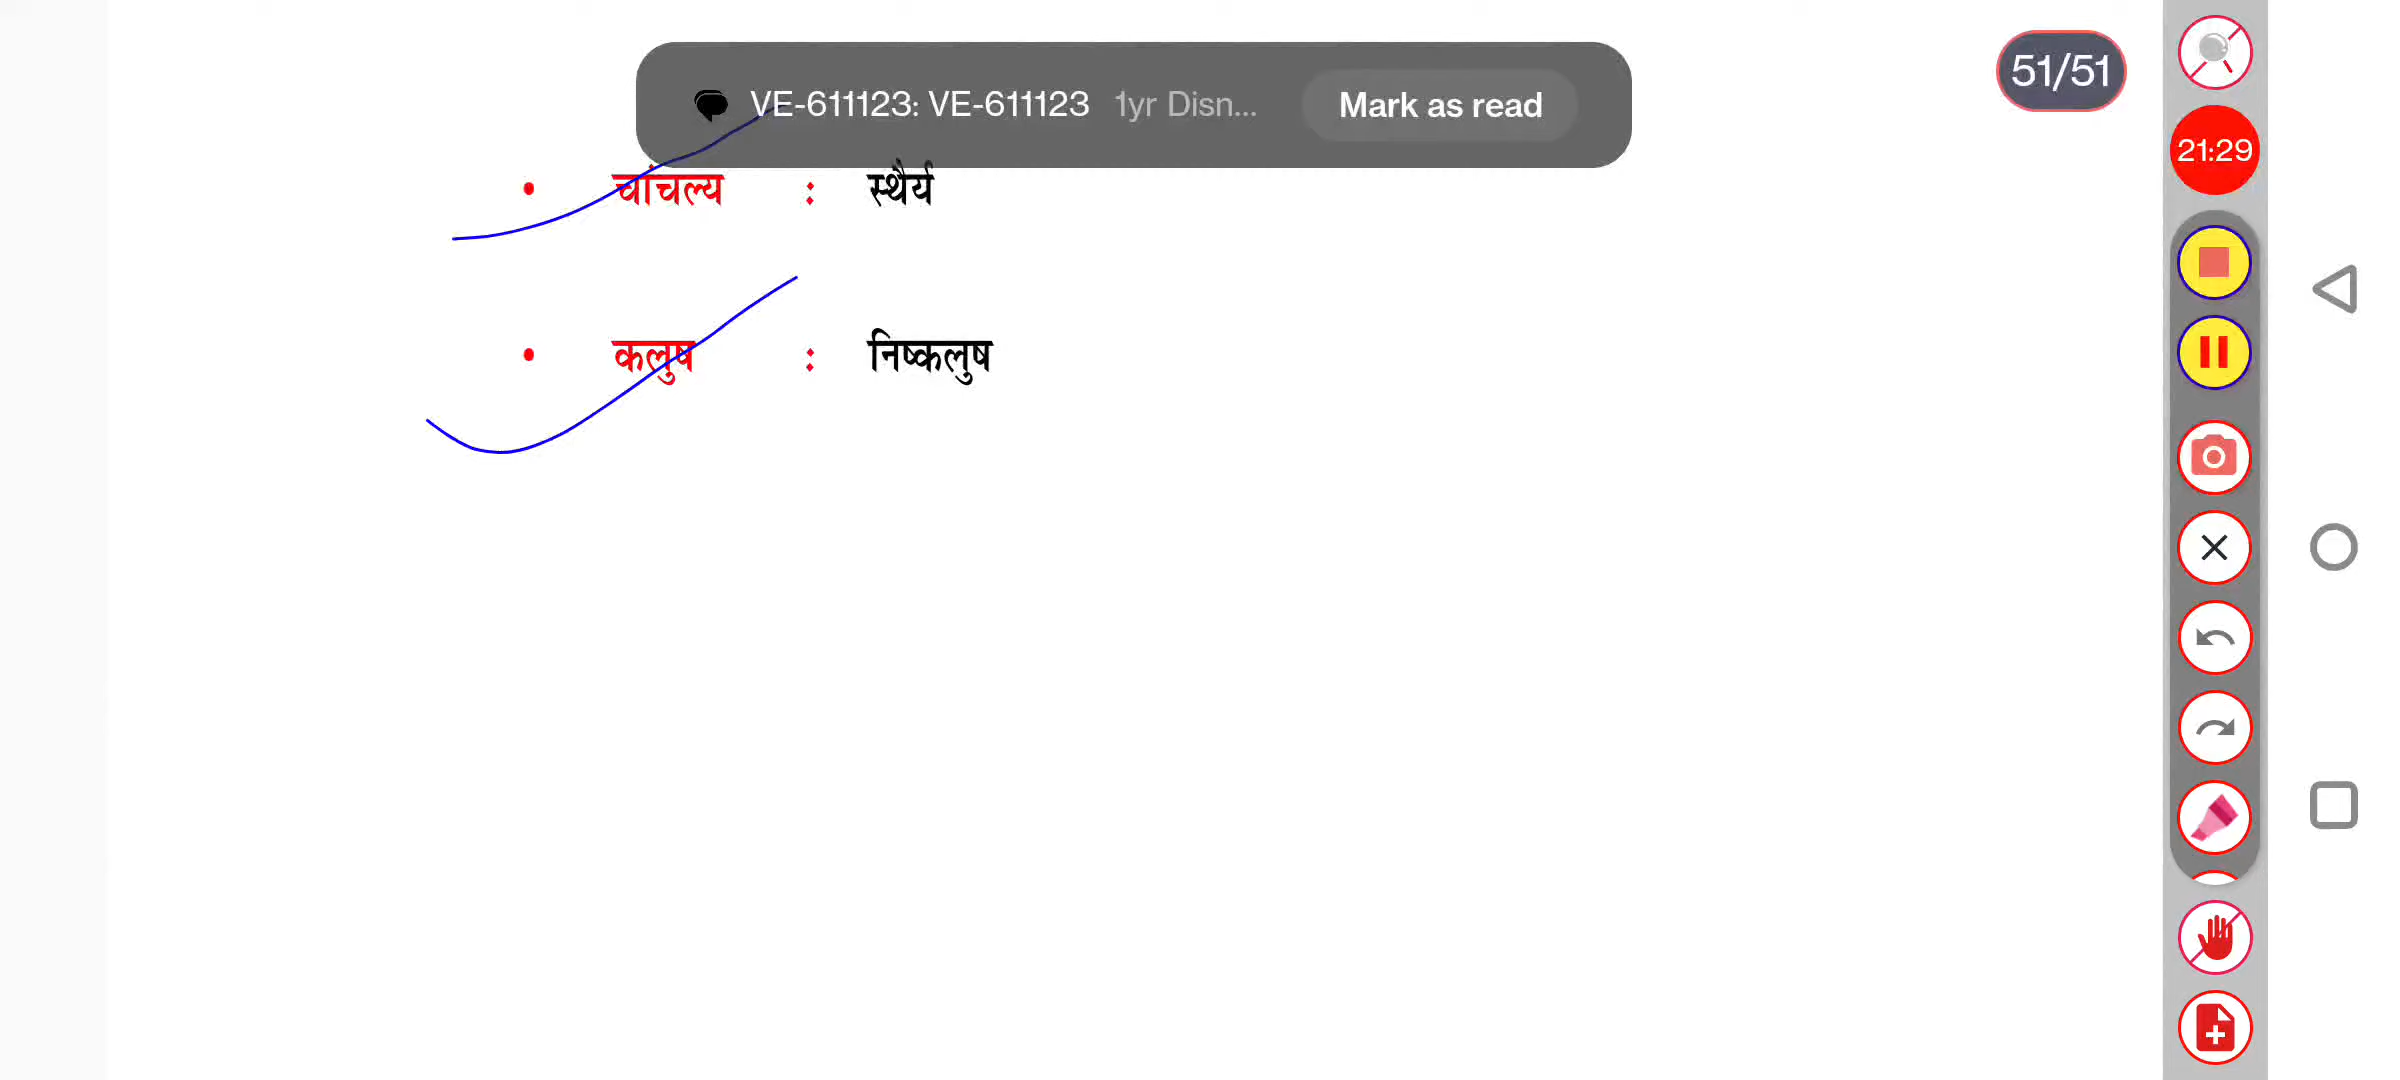 VE-611123: VE-611123 1yr Disn... Mark as read
51/51
21:29
• चांचल्य : स्थैर्य
• कलुष : निष्कलुष